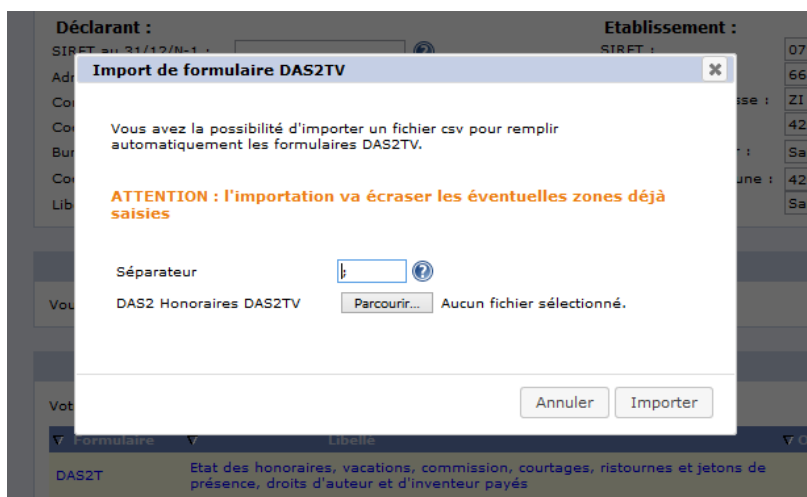 Déclarant :
Etablissement :
SIRET au 31/12/N-1 :
SIRET :
07
Import de formulaire DAS2TV
Adr
66
Co
sse :
ZI
Vous avez la possibilité d'importer un fichier csv pour remplir
automatiquement les formulaires DAS2TV.
Co
42
Bur
:
Sa
Co
une :
42
Lib
Sa
ATTENTION : l'importation va écraser les éventuelles zones déjà
saisies
Séparateur
;
DAS2 Honoraires DAS2TV
Parcourir...
Aucun fichier sélectionné.
Vou
Annuler
Importer
Vot
Formulaire
Libellé
DAS2T
Etat des honoraires, vacations, commission, courtages, ristournes et jetons de
présence, droits d'auteur et d'inventeur payés